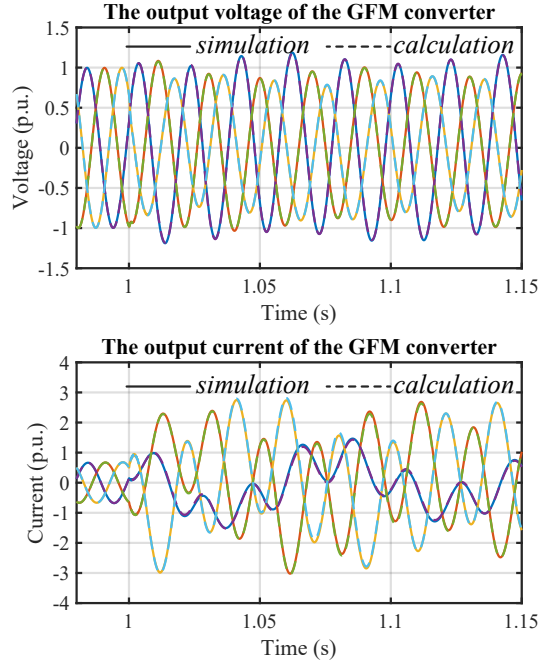 The output voltage of the GFM converter
simulation calculation
1.5
1
0.5
0
-0.5
-1
-1.5
Voltage (p.u.)
1 1.05 1.1 1.15
Time (s)
The output current of the GFM converter
simulation calculation
4
3
2
1
0
-1
-2
-3
-4
Current (p.u.)
1 1.05 1.1 1.15
Time (s)